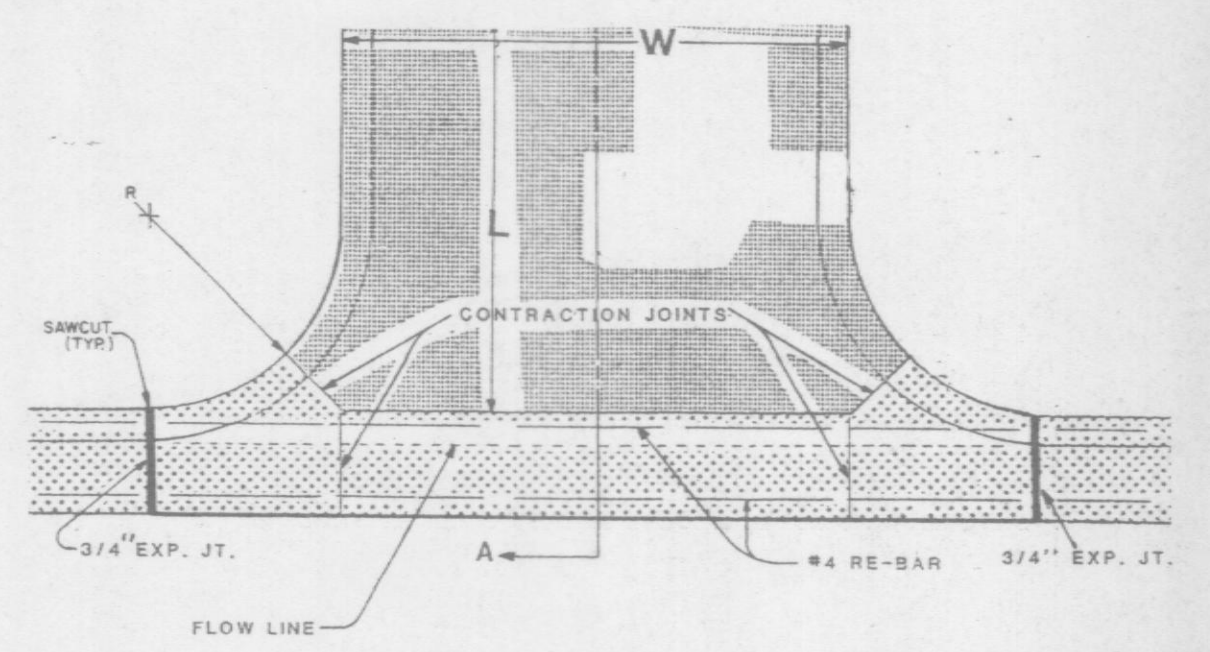 W
R
L
CONTRACTION JOINTS
SAWCUT
(TYP.)
3/4" EXP. JT.
A
#4 RE-BAR
3/4" EXP. JT.
FLOW LINE